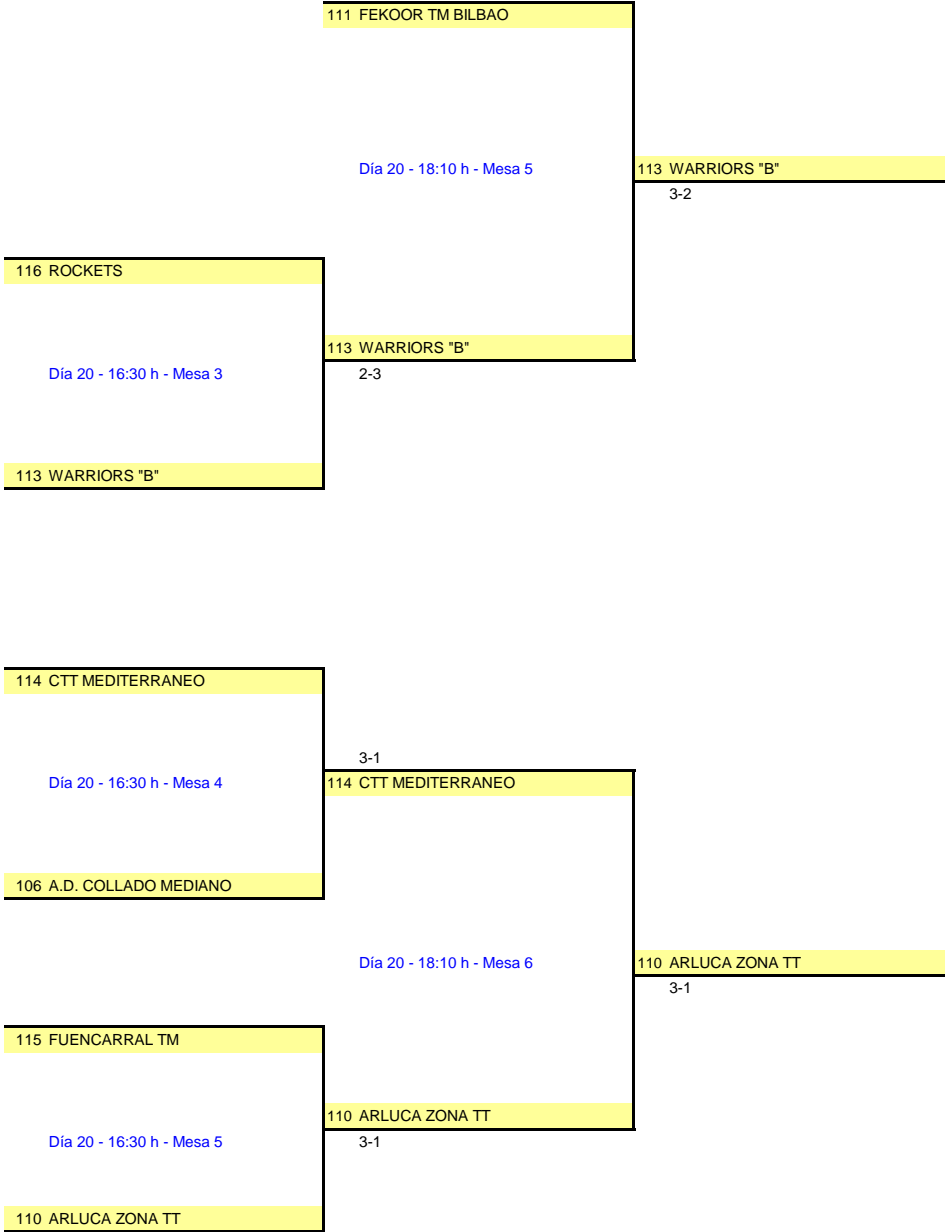 111 FEKOOR TM BILBAO
Día 20 - 18:10 h - Mesa 5
113 WARRIORS "B"
3-2
116 ROCKETS
113 WARRIORS "B"
Día 20 - 16:30 h - Mesa 3
2-3
113 WARRIORS "B"
114 CTT MEDITERRANEO
3-1
Día 20 - 16:30 h - Mesa 4
114 CTT MEDITERRANEO
106 A.D. COLLADO MEDIANO
Día 20 - 18:10 h - Mesa 6
110 ARLUCA ZONA TT
3-1
115 FUENCARRAL TM
110 ARLUCA ZONA TT
Día 20 - 16:30 h - Mesa 5
3-1
110 ARLUCA ZONA TT